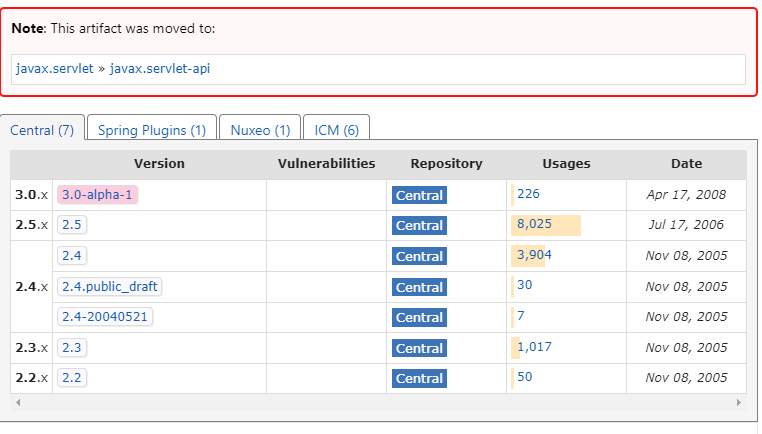 Note: This artifact was moved to:
javax.servlet » javax.servlet-api
Central (7) Spring Plugins (1) Nuxeo (1) ICM (6)
Version Vulnerabilities Repository Usages Date
3.0.x 3.0-alpha-1 Central 226 Apr 17, 2008
2.5.x 2.5 Central 8,025 Jul 17, 2006
2.4 Central 3,904 Nov 08, 2005
2.4.x 2.4.public_draft Central 30 Nov 08, 2005
2.4-20040521 Central 7 Nov 08, 2005
2.3.x 2.3 Central 1,017 Nov 08, 2005
2.2.x 2.2 Central 50 Nov 08, 2005